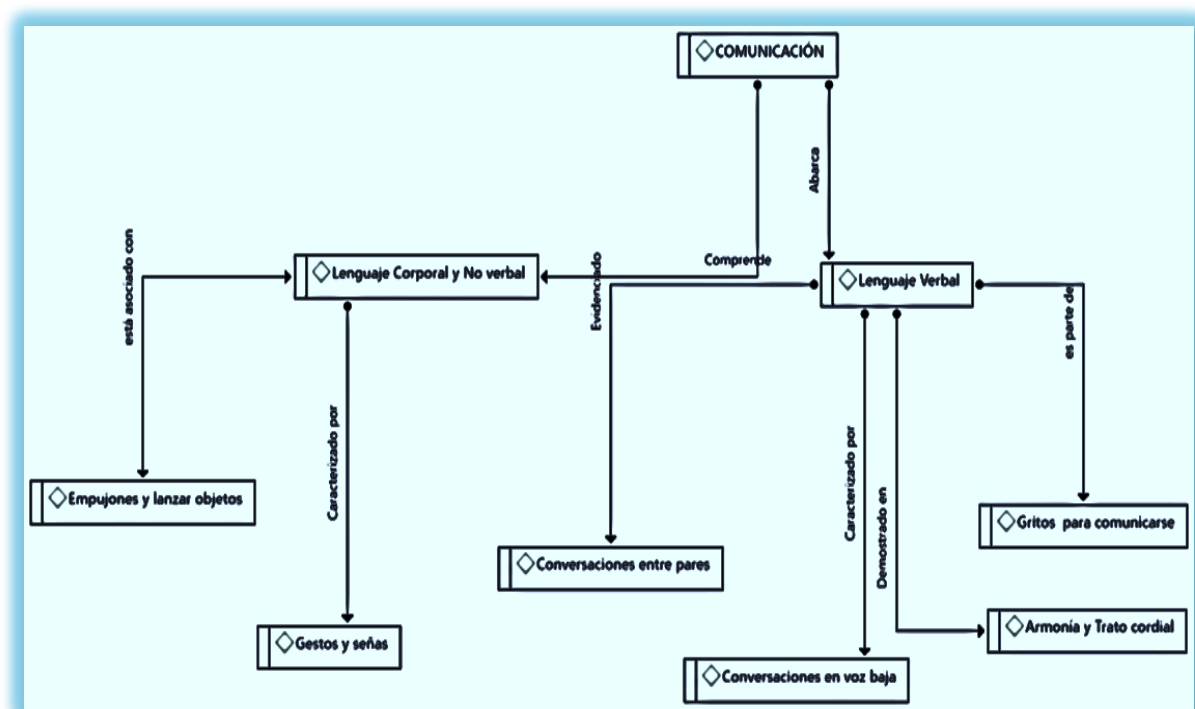 COMUNICACIÓN
Abarca
Comprende
está asociado con
Lenguaje Corporal y No verbal
Evidenciado
Lenguaje Verbal
es parte de
Caracterizado por
Caracterizado por
Demostrado en
Empujones y lanzar objetos
Gritos para comunicarse
Conversaciones entre pares
Gestos y señas
Armonía y Trato cordial
Conversaciones en voz baja